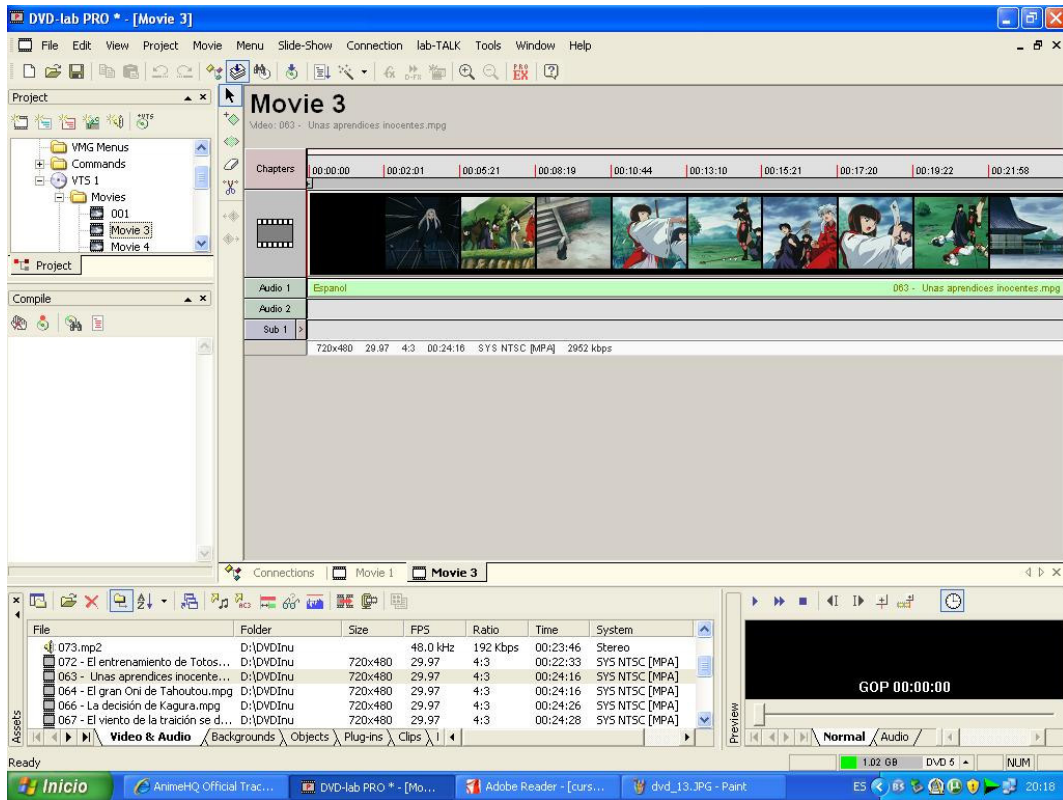 DVD-lab PRO * - [Movie 3]
File Edit View Project Movie Menu Slide-Show Connection lab-TALK Tools Window Help
Project
VMG Menus
Commands
VTS 1
Movies
001
Movie 3
Movie 4
Project
Compile
Movie 3
Video: 063 - Unas aprendices inocentes.mpg
Chapters 00:00:00 00:02:01 00:05:21 00:08:19 00:10:44 00:13:10 00:15:21 00:17:20 00:19:22 00:21:58
Audio 1 Espanol 063 - Unas aprendices inocentes.mpg
Audio 2
Sub 1 >
720x480 29.97 4:3 00:24:16 SYS NTSC [MPA] 2952 kbps
Connections Movie 1 Movie 3
File Folder Size FPS Ratio Time System
073.mp2 D:\DVDInu 48.0 kHz 192 Kbps 00:23:46 Stereo
072 - El entrenamiento de Totos... D:\DVDInu 720x480 29.97 4:3 00:22:33 SYS NTSC [MPA]
063 - Unas aprendices inocente... D:\DVDInu 720x480 29.97 4:3 00:24:16 SYS NTSC [MPA]
064 - El gran Oni de Tahoutou.mpg D:\DVDInu 720x480 29.97 4:3 00:24:16 SYS NTSC [MPA]
066 - La decisión de Kagura.mpg D:\DVDInu 720x480 29.97 4:3 00:24:26 SYS NTSC [MPA]
067 - El viento de la traición se d... D:\DVDInu 720x480 29.97 4:3 00:24:28 SYS NTSC [MPA]
Assets
Video & Audio Backgrounds Objects Plug-ins Clips
Preview
GOP 00:00:00
Normal Audio
Ready 1.02 GB DVD 5 NUM
Inicio AnimeHQ Official Trac... DVD-lab PRO * - [Mo... Adobe Reader - [curs... dvd_13.JPG - Paint ES 20:18